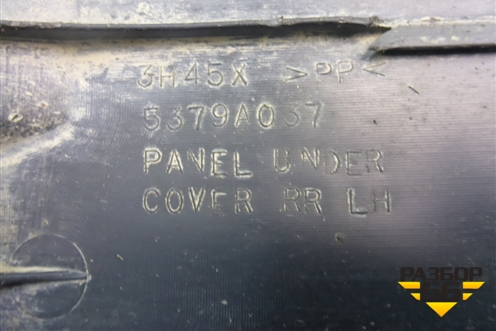 3H45X >PP<
5379A037
PANEL UNDER
COVER RR LH
РАЗБОР